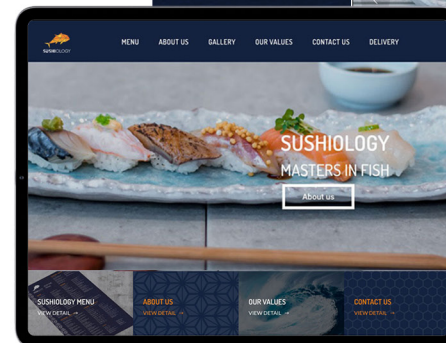 SUSHIOLOGY
MENU ABOUT US GALLERY OUR VALUES CONTACT US DELIVERY
SUSHIOLOGY
MASTERS IN FISH
About us
SUSHIOLOGY MENU ABOUT US OUR VALUES CONTACT US
VIEW DETAIL → VIEW DETAIL → VIEW DETAIL → VIEW DETAIL →